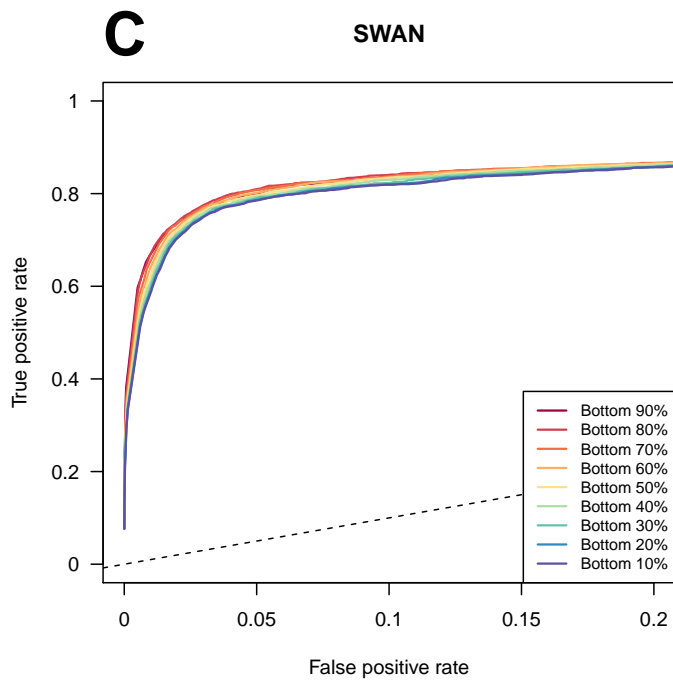 C
SWAN
1
0.8
0.6
0.4
0.2
0
True positive rate
Bottom 90%
Bottom 80%
Bottom 70%
Bottom 60%
Bottom 50%
Bottom 40%
Bottom 30%
Bottom 20%
Bottom 10%
0 0.05 0.1 0.15 0.2
False positive rate